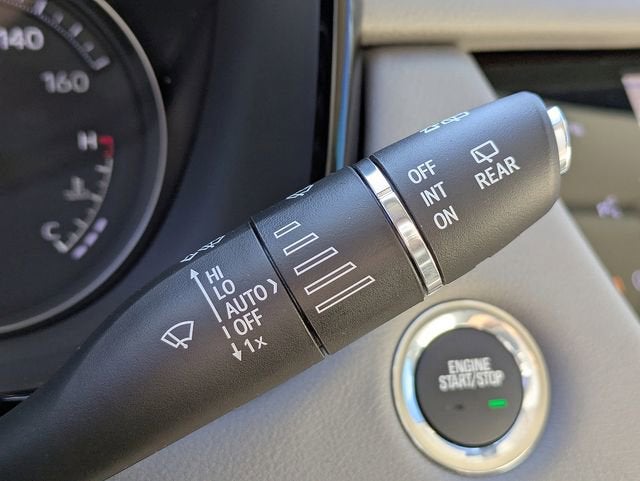 140
160
H
C
HI
LO
AUTO
OFF
1x
OFF
INT
ON
REAR
ENGINE
START/STOP